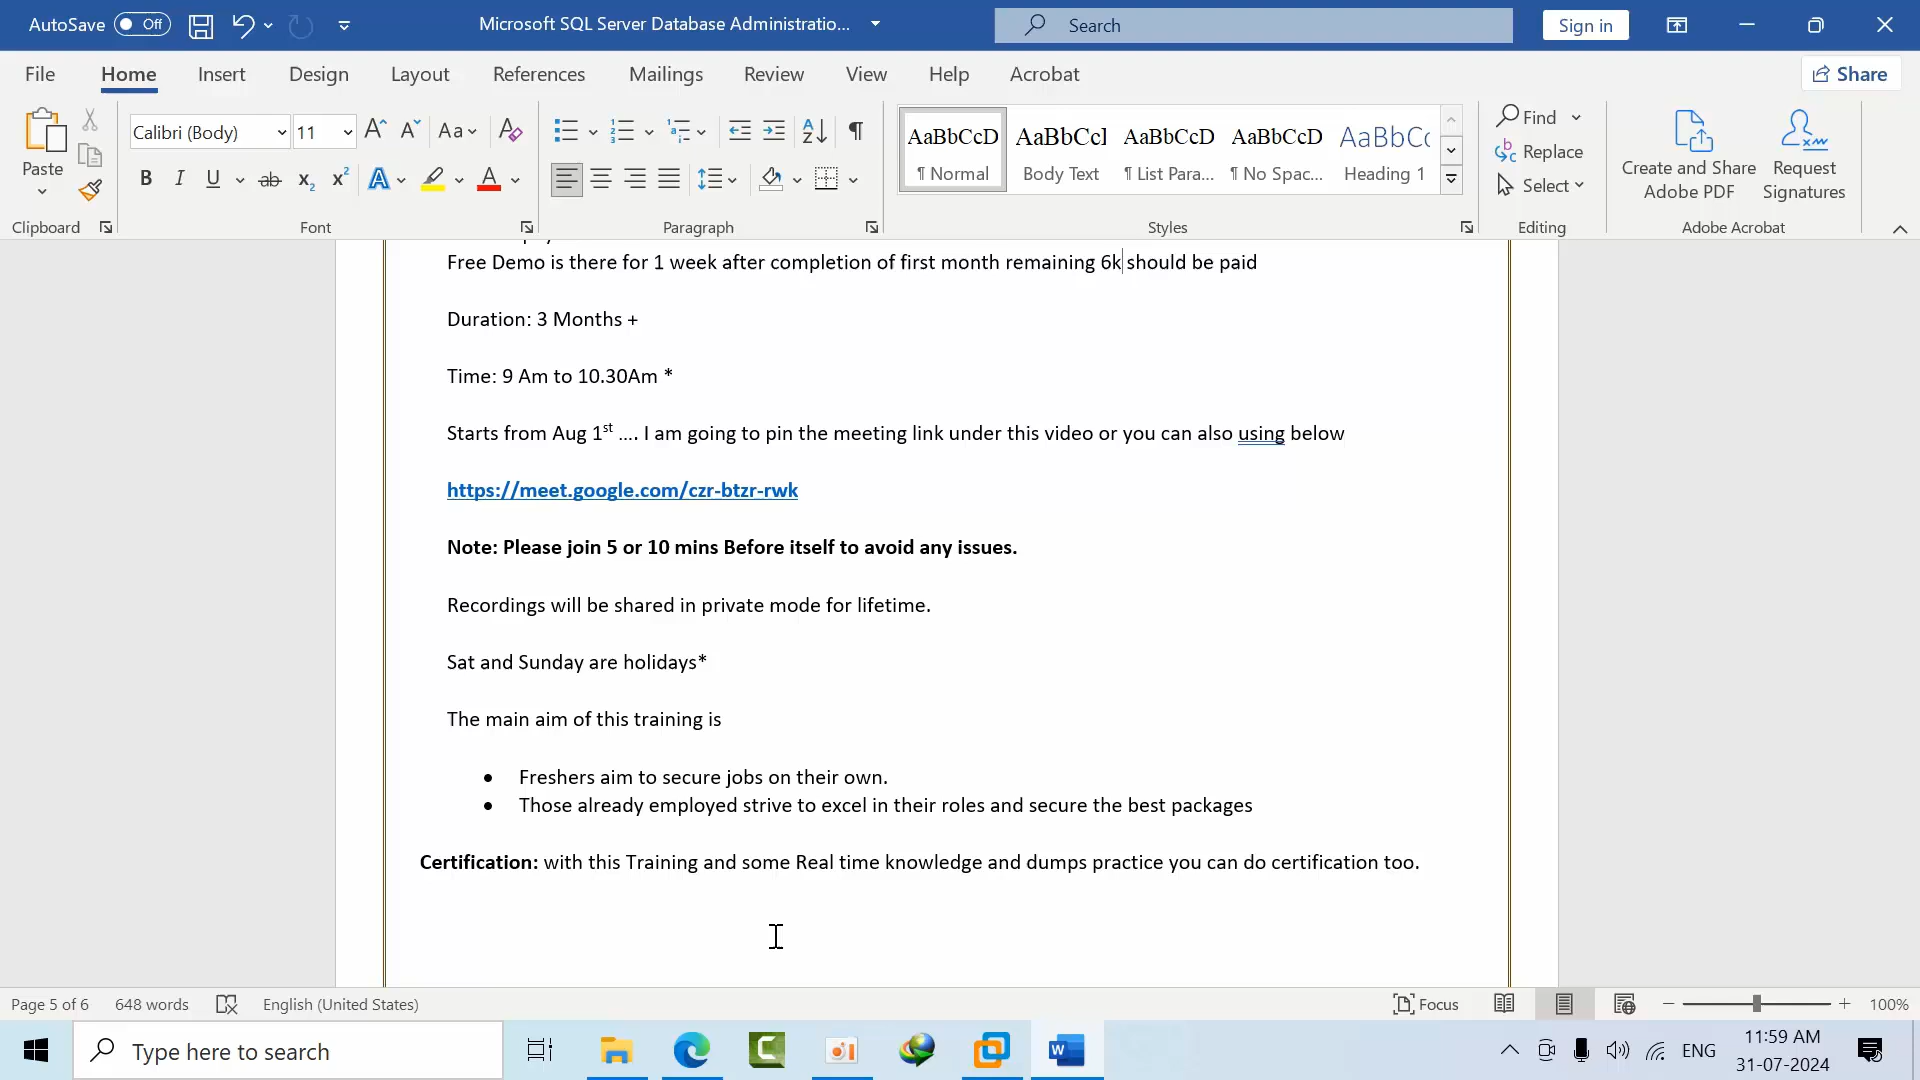 AutoSave Off
Microsoft SQL Server Database Administratio...
Search
Sign in
File Home Insert Design Layout References Mailings Review View Help Acrobat
Share
Paste
Calibri (Body) 11
Aa
B I U ab x2 x2 A A
AaBbCcD AaBbCcI AaBbCcD AaBbCcD AaBbCc
¶ Normal Body Text ¶ List Para... ¶ No Spac... Heading 1
Find
Replace
Select
Create and Share Adobe PDF
Request Signatures
Clipboard Font Paragraph Styles Editing Adobe Acrobat
Free Demo is there for 1 week after completion of first month remaining 6k should be paid
Duration: 3 Months +
Time: 9 Am to 10.30Am *
Starts from Aug 1st .... I am going to pin the meeting link under this video or you can also using below
https://meet.google.com/czr-btzr-rwk
Note: Please join 5 or 10 mins Before itself to avoid any issues.
Recordings will be shared in private mode for lifetime.
Sat and Sunday are holidays*
The main aim of this training is
• Freshers aim to secure jobs on their own.
• Those already employed strive to excel in their roles and secure the best packages
Certification: with this Training and some Real time knowledge and dumps practice you can do certification too.
Page 5 of 6 648 words English (United States)
Focus
100%
Type here to search
ENG
11:59 AM
31-07-2024